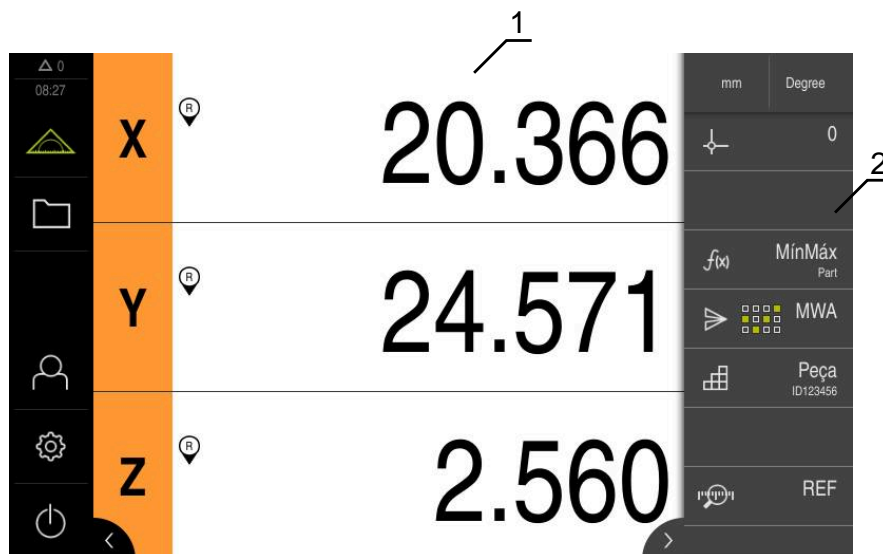 1
0
08:27
X
R
20.366
mm
Degree
0
2
Y
R
24.571
f(x)
MínMáx
Part
MWA
Peça
ID123456
Z
R
2.560
REF